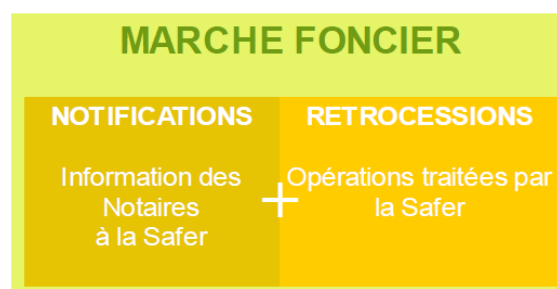 MARCHE FONCIER
NOTIFICATIONS
Information des
Notaires
à la Safer
+
RETROCESSIONS
Opérations traitées par
la Safer